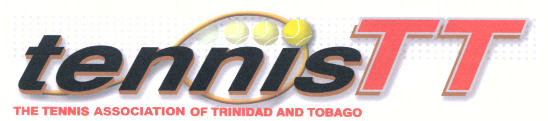 tennisTT
THE TENNIS ASSOCIATION OF TRINIDAD AND TOBAGO